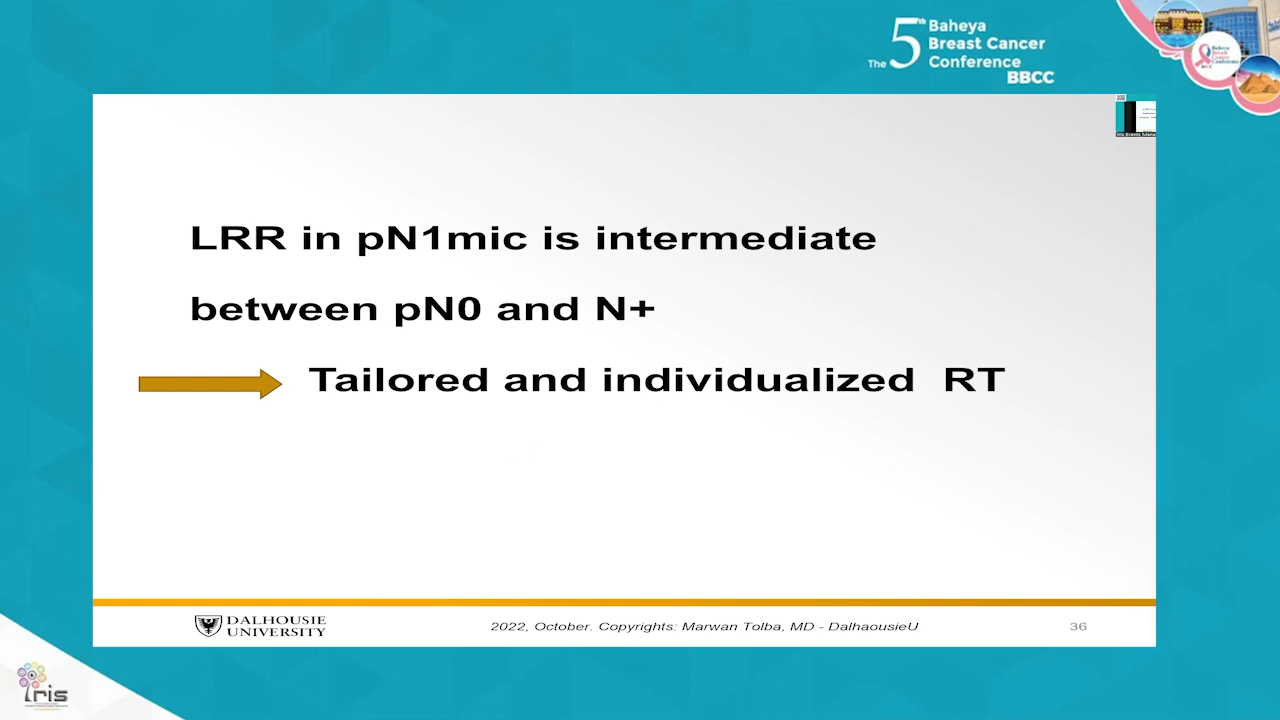 The 5th Baheya
Breast Cancer
Conference
BBCC
LRR in pN1mic is intermediate
between pN0 and N+
Tailored and individualized RT
DALHOUSIE
UNIVERSITY
2022, October. Copyrights: Marwan Tolba, MD - DalhaousieU
36
iris